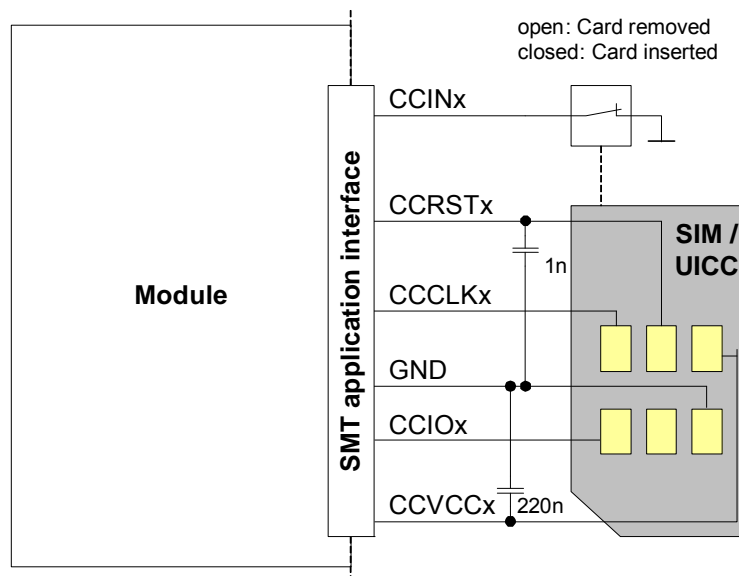 open: Card removed
closed: Card inserted
CCINx
CCRSTx
SIM /
UICC
1n
Module
SMT application interface
CCCLKx
GND
CCIOx
CCVCCx
220n